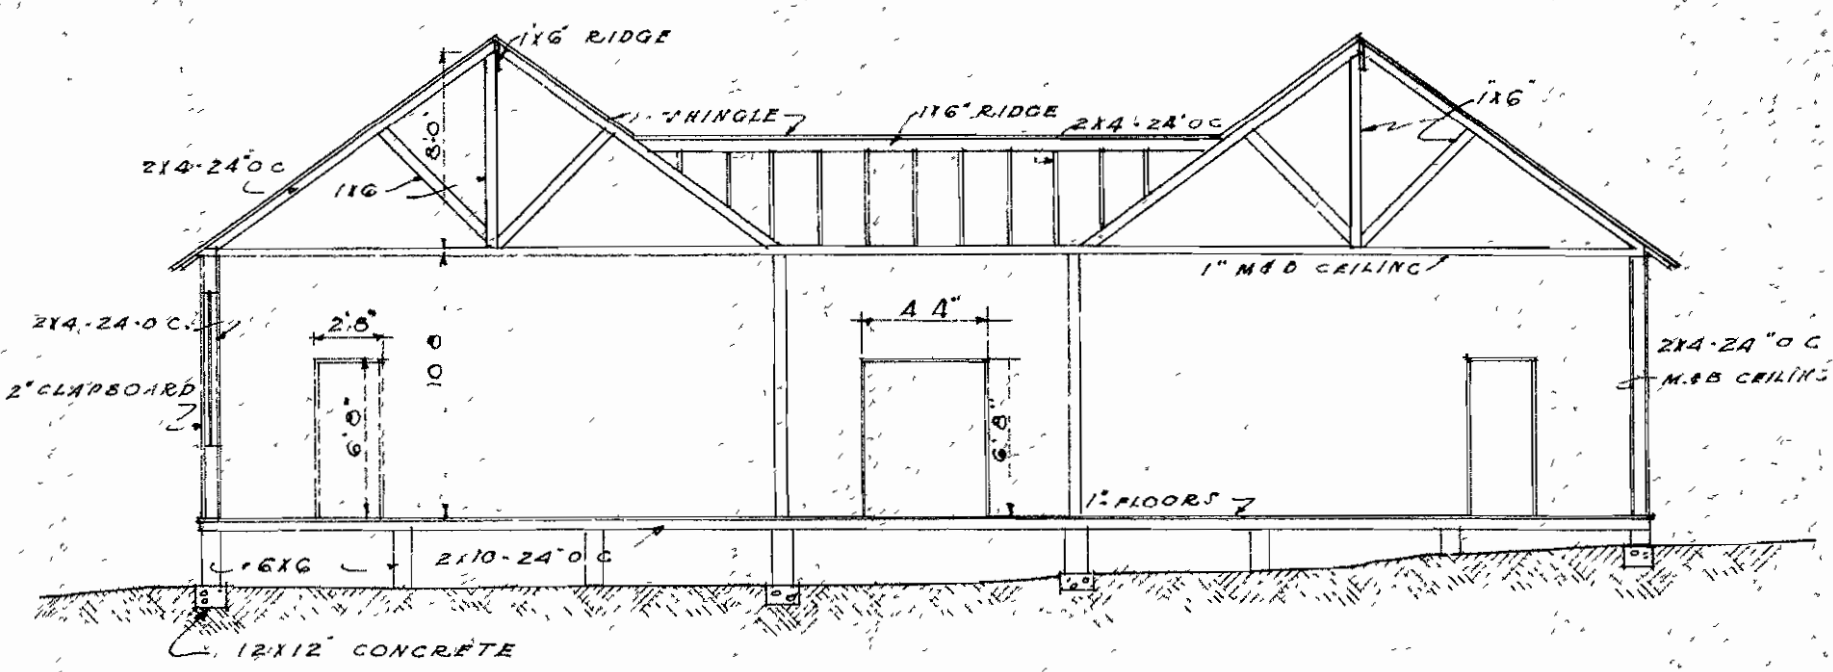 1X6" RIDGE
SHINGLE
1X6" RIDGE
2X4-24"OC
1X6"
8'0"
2X4-24"OC
1X6
1" M&B CEILING
2X4-24-OC.
2'8"
4 4"
10 0
2X4-24"OC
M&B CEILING
2" CLAPBOARD
6'8"
6'8"
1" FLOORS
6X6
2X10-24"OC
12X12" CONCRETE